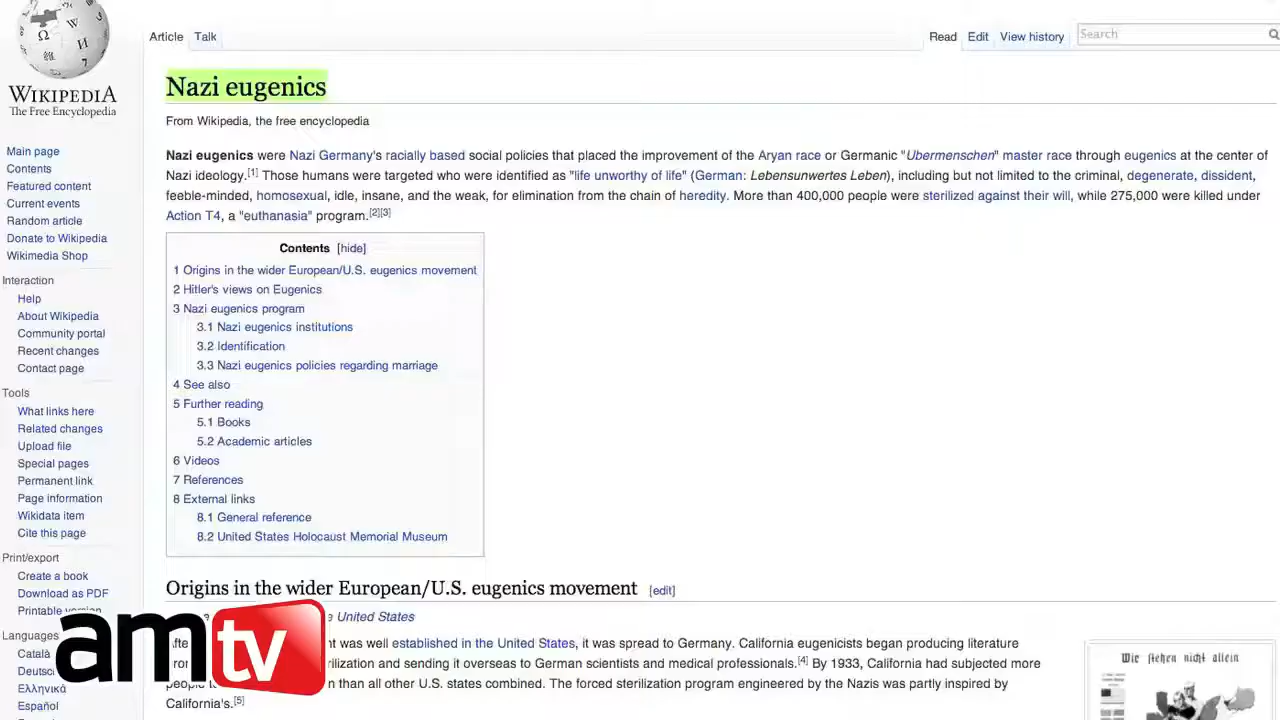 Article Talk Read Edit View history Search
WIKIPEDIA
The Free Encyclopedia
Main page
Contents
Featured content
Current events
Random article
Donate to Wikipedia
Wikimedia Shop
Interaction
Help
About Wikipedia
Community portal
Recent changes
Contact page
Tools
What links here
Related changes
Upload file
Special pages
Permanent link
Page information
Wikidata item
Cite this page
Print/export
Create a book
Download as PDF
Printable version
Languages
Català
Deutsc
Ελληνικά
Español
Nazi eugenics
From Wikipedia, the free encyclopedia
Nazi eugenics were Nazi Germany's racially based social policies that placed the improvement of the Aryan race or Germanic "Übermenschen" master race through eugenics at the center of
Nazi ideology.[1] Those humans were targeted who were identified as "life unworthy of life" (German: Lebensunwertes Leben), including but not limited to the criminal, degenerate, dissident,
feeble-minded, homosexual, idle, insane, and the weak, for elimination from the chain of heredity. More than 400,000 people were sterilized against their will, while 275,000 were killed under
Action T4, a "euthanasia" program.[2][3]
Contents [hide]
1 Origins in the wider European/U.S. eugenics movement
2 Hitler's views on Eugenics
3 Nazi eugenics program
3.1 Nazi eugenics institutions
3.2 Identification
3.3 Nazi eugenics policies regarding marriage
4 See also
5 Further reading
5.1 Books
5.2 Academic articles
6 Videos
7 References
8 External links
8.1 General reference
8.2 United States Holocaust Memorial Museum
Origins in the wider European/U.S. eugenics movement [edit]
United States
was well established in the United States, it was spread to Germany. California eugenicists began producing literature
and sending it overseas to German scientists and medical professionals.[4] By 1933, California had subjected more
people than all other U.S. states combined. The forced sterilization program engineered by the Nazis was partly inspired by
California's.[5]
Wir stehen nicht allein
amtv